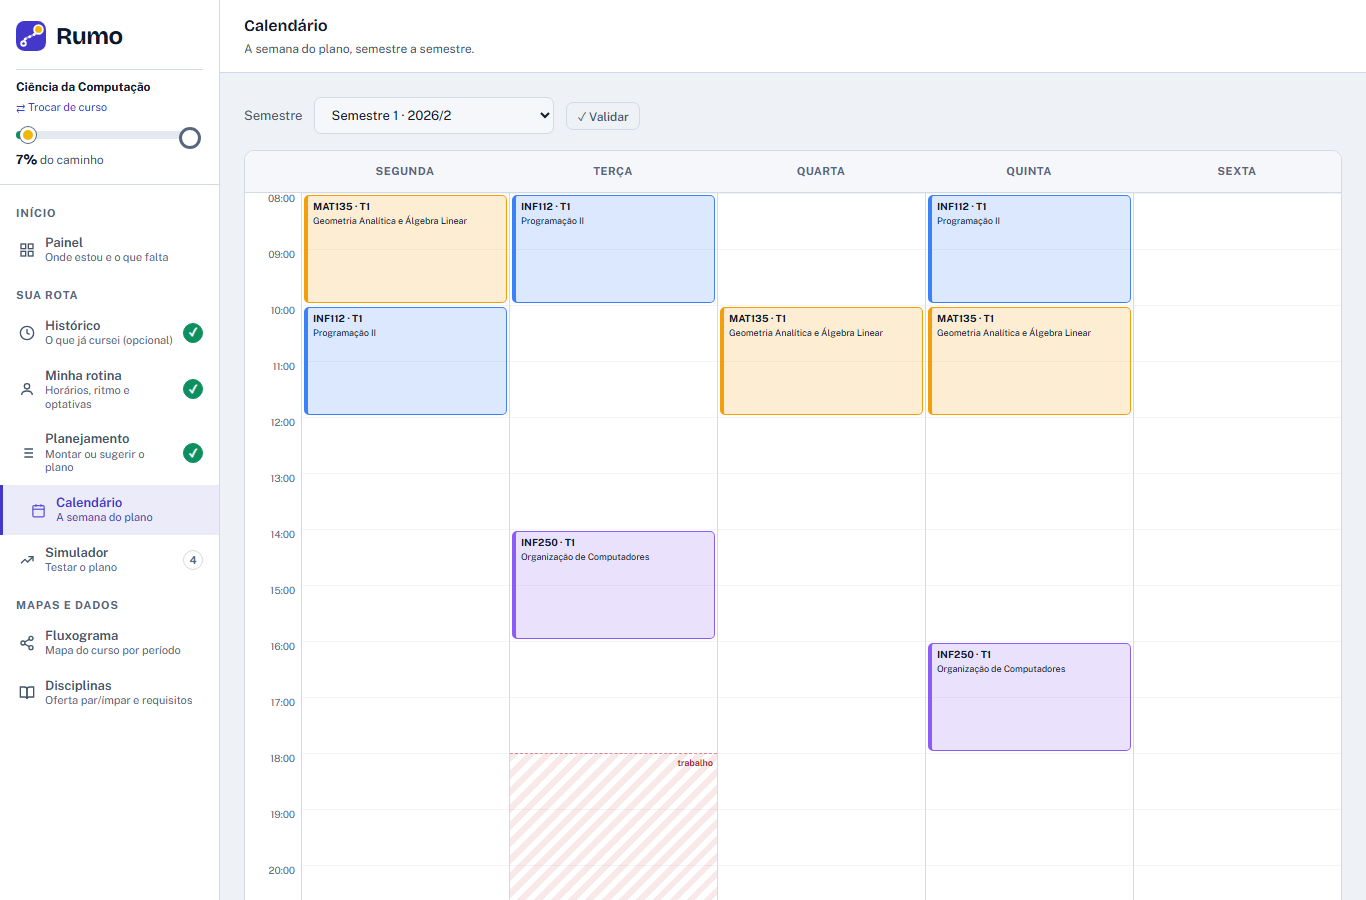 Rumo
Ciência da Computação
⇄ Trocar de curso
7% do caminho
INÍCIO
Painel
Onde estou e o que falta
SUA ROTA
Histórico
O que já cursei (opcional)
Minha rotina
Horários, ritmo e
optativas
Planejamento
Montar ou sugerir o
plano
Calendário
A semana do plano
Simulador
Testar o plano
4
MAPAS E DADOS
Fluxograma
Mapa do curso por período
Disciplinas
Oferta par/ímpar e requisitos
Calendário
A semana do plano, semestre a semestre.
Semestre
Semestre 1 · 2026/2
✓ Validar
SEGUNDA
TERÇA
QUARTA
QUINTA
SEXTA
08:00
MAT135 · T1
Geometria Analítica e Álgebra Linear
INF112 · T1
Programação II
INF112 · T1
Programação II
09:00
10:00
INF112 · T1
Programação II
MAT135 · T1
Geometria Analítica e Álgebra Linear
MAT135 · T1
Geometria Analítica e Álgebra Linear
11:00
12:00
13:00
14:00
INF250 · T1
Organização de Computadores
15:00
16:00
INF250 · T1
Organização de Computadores
17:00
18:00
trabalho
19:00
20:00